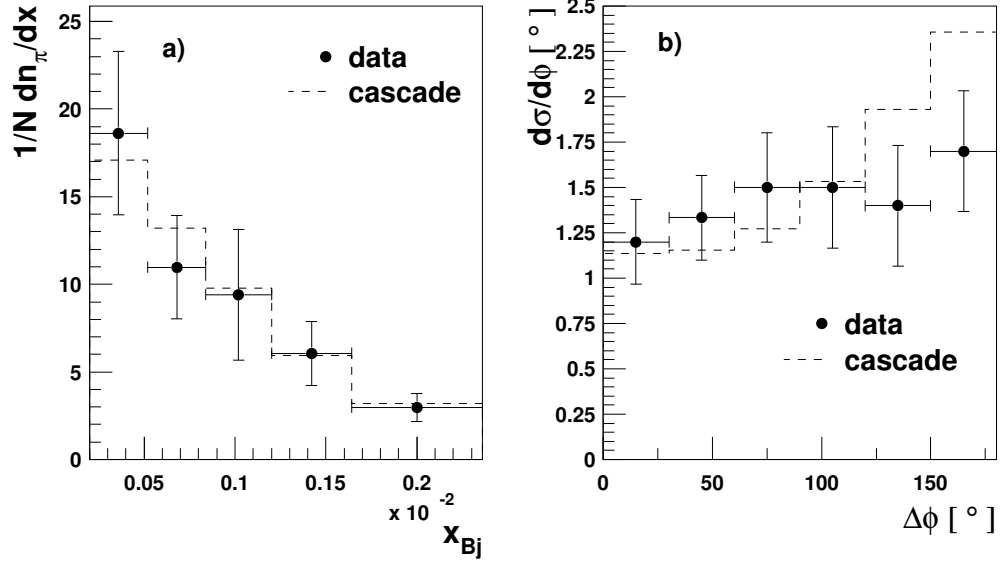 1/N dn_π/dx
a)
data
cascade
25
20
15
10
5
0
0.05 0.1 0.15 0.2
x 10 -2
x_Bj
dσ/dϕ [ ° ]
b)
2.5
2.25
2
1.75
1.5
1.25
1
0.75
0.5
0.25
0
data
cascade
0 50 100 150
Δϕ [ ° ]